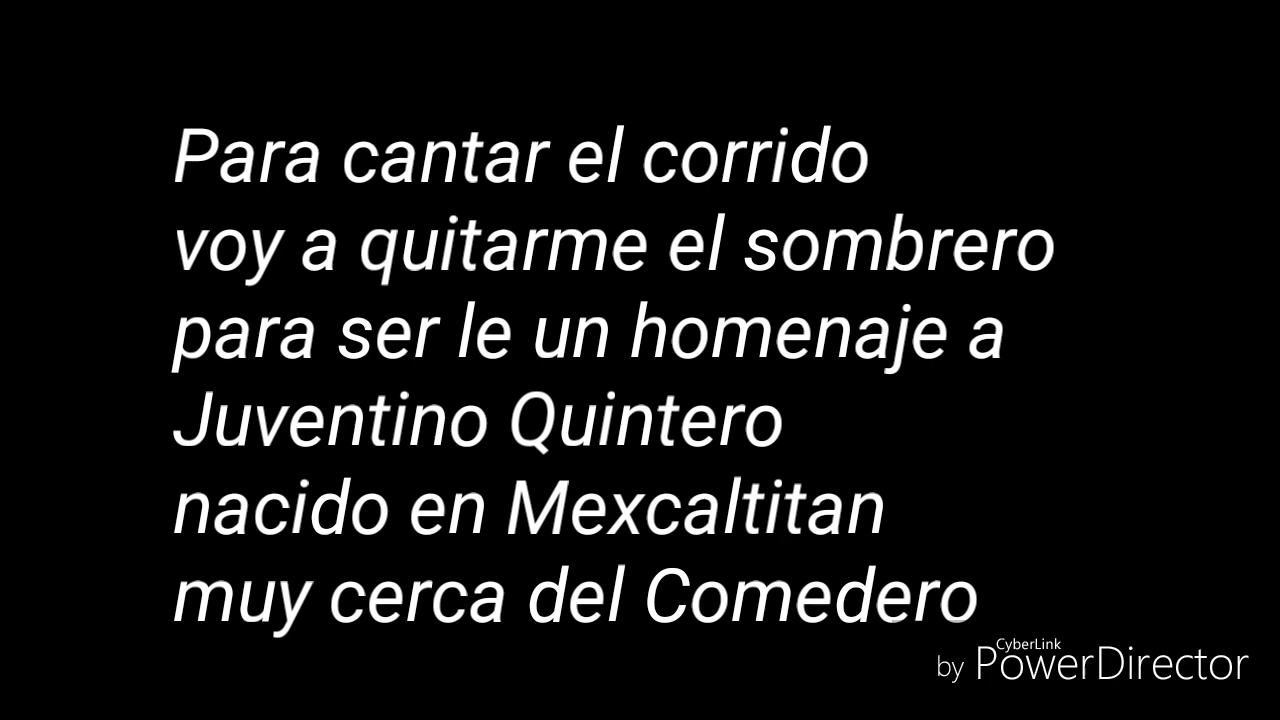 Para cantar el corrido
voy a quitarme el sombrero
para ser le un homenaje a
Juventino Quintero
nacido en Mexcaltitan
muy cerca del Comedero
CyberLink
by PowerDirector